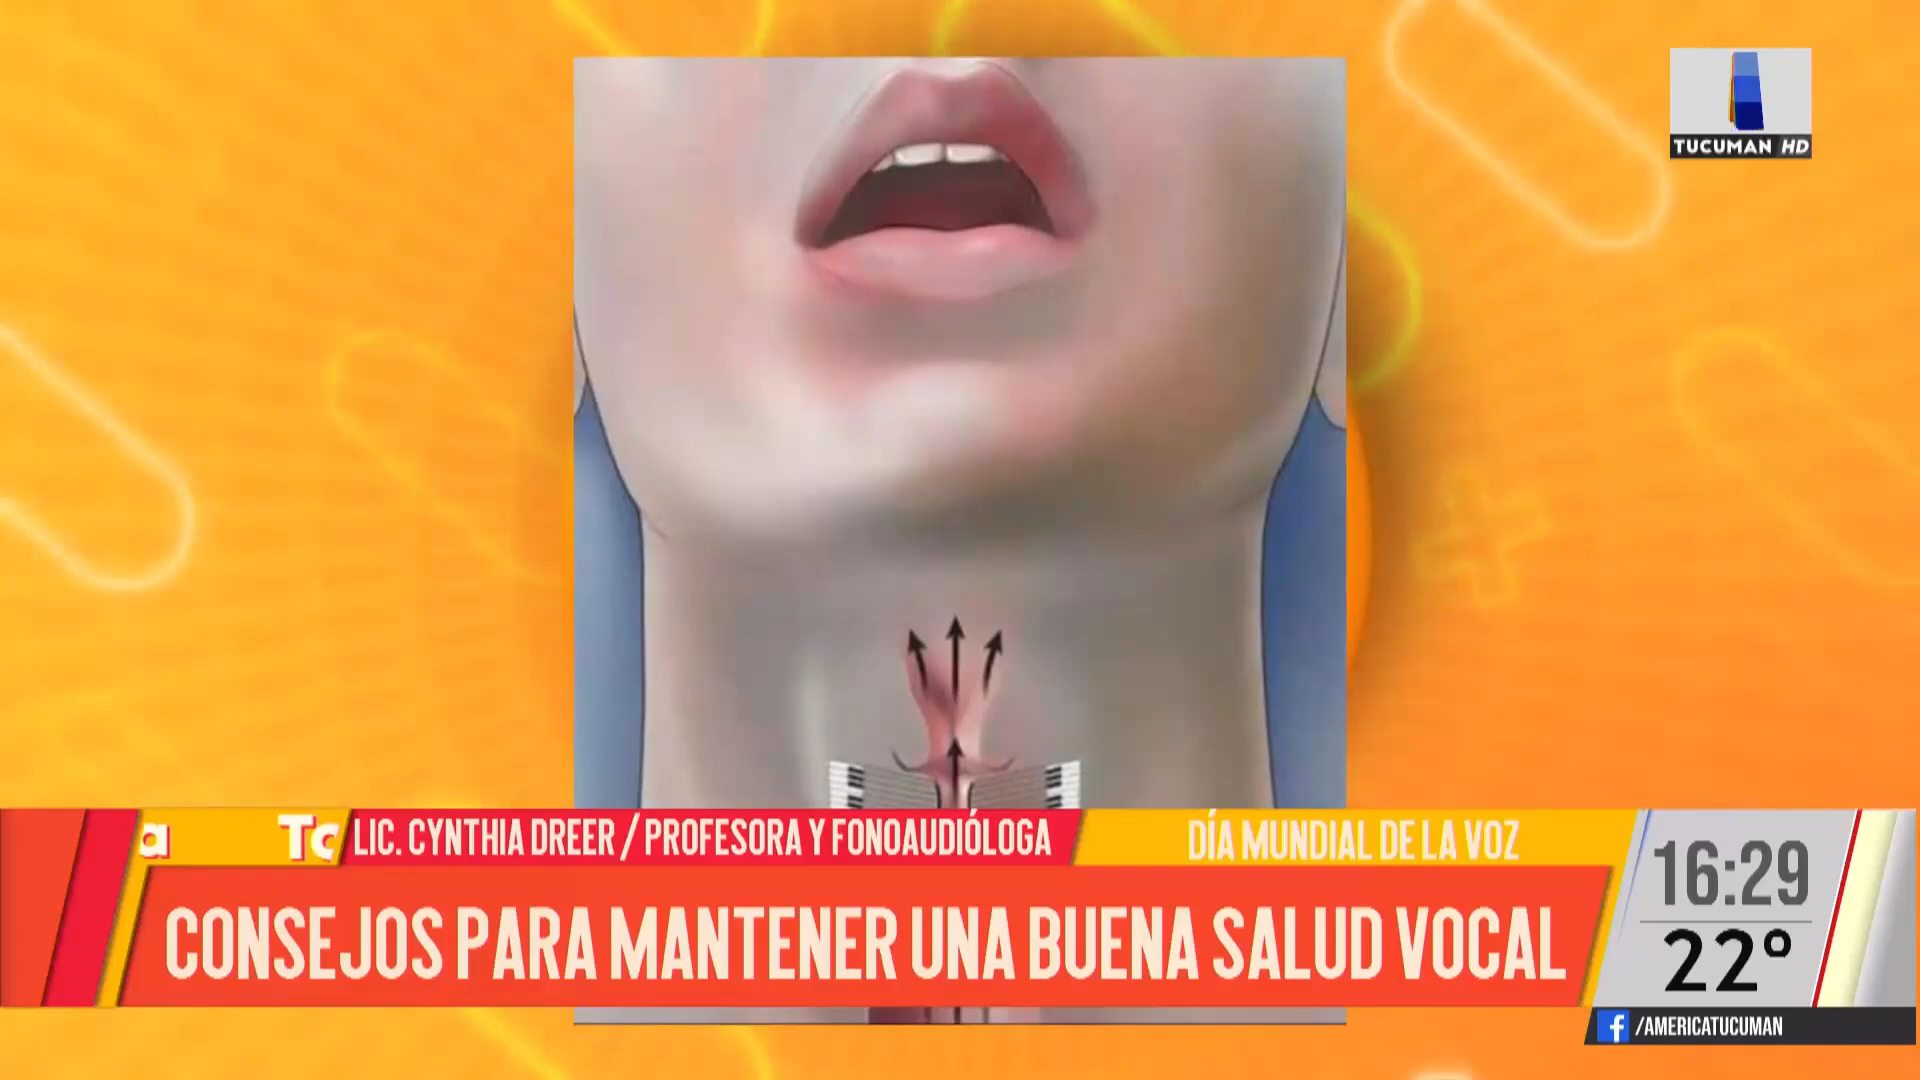 TUCUMAN HD
a Tc
LIC. CYNTHIA DREER / PROFESORA Y FONOAUDIÓLOGA
DÍA MUNDIAL DE LA VOZ
CONSEJOS PARA MANTENER UNA BUENA SALUD VOCAL
16:29
22°
/AMERICATUCUMAN